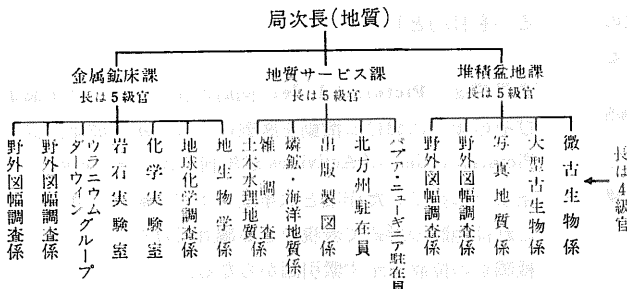 局次長(地質)
金属鉱床課
長は5級官
地質サービス課
長は5級官
堆積盆地課
長は5級官
野外図幅調査係
野外図幅調査係
ウラニウム
ダーウィングループ
岩石実験室
化学実験室
地球化学調査係
地生物学係
雑調査
土木水理地質係
燐鉱・海洋地質係
出版製図係
北方州駐在員
パプア・ニューギニア駐在員
野外図幅調査係
野外図幅調査係
写真地質係
大型古生物係
微古生物係
長は4級官